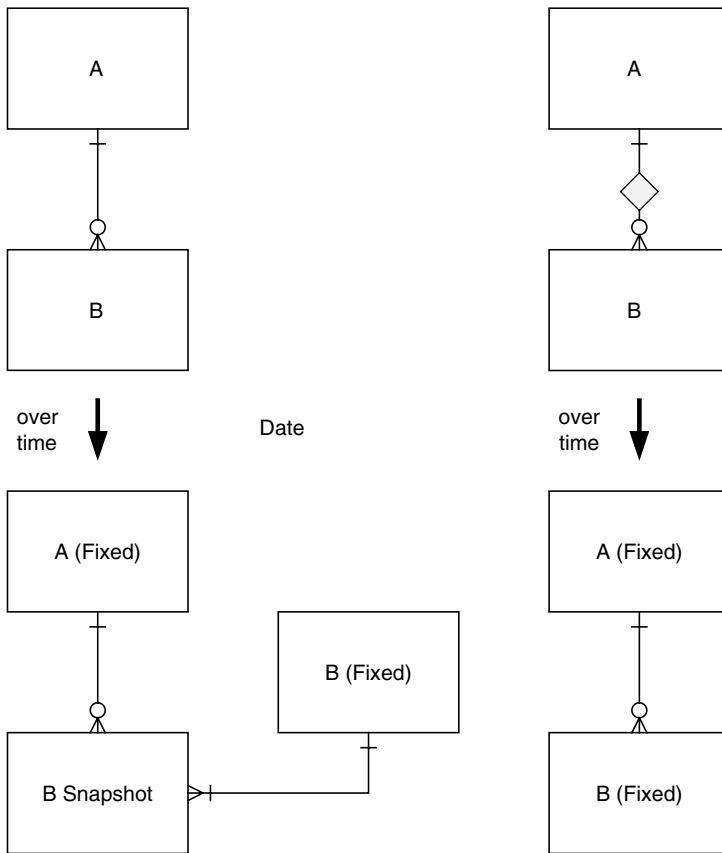 A
A
B
B
over
time
Date
over
time
A (Fixed)
A (Fixed)
B (Fixed)
B Snapshot
B (Fixed)